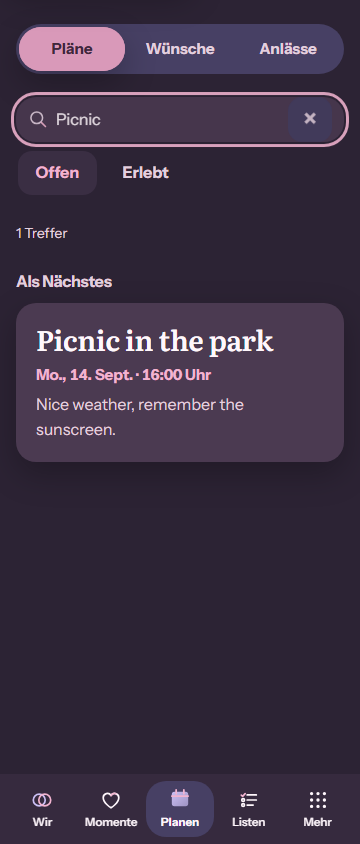 Pläne Wünsche Anlässe
Picnic
Offen Erlebt
1 Treffer
Als Nächstes
Picnic in the park
Mo., 14. Sept. · 16:00 Uhr
Nice weather, remember the
sunscreen.
Wir Momente Planen Listen Mehr